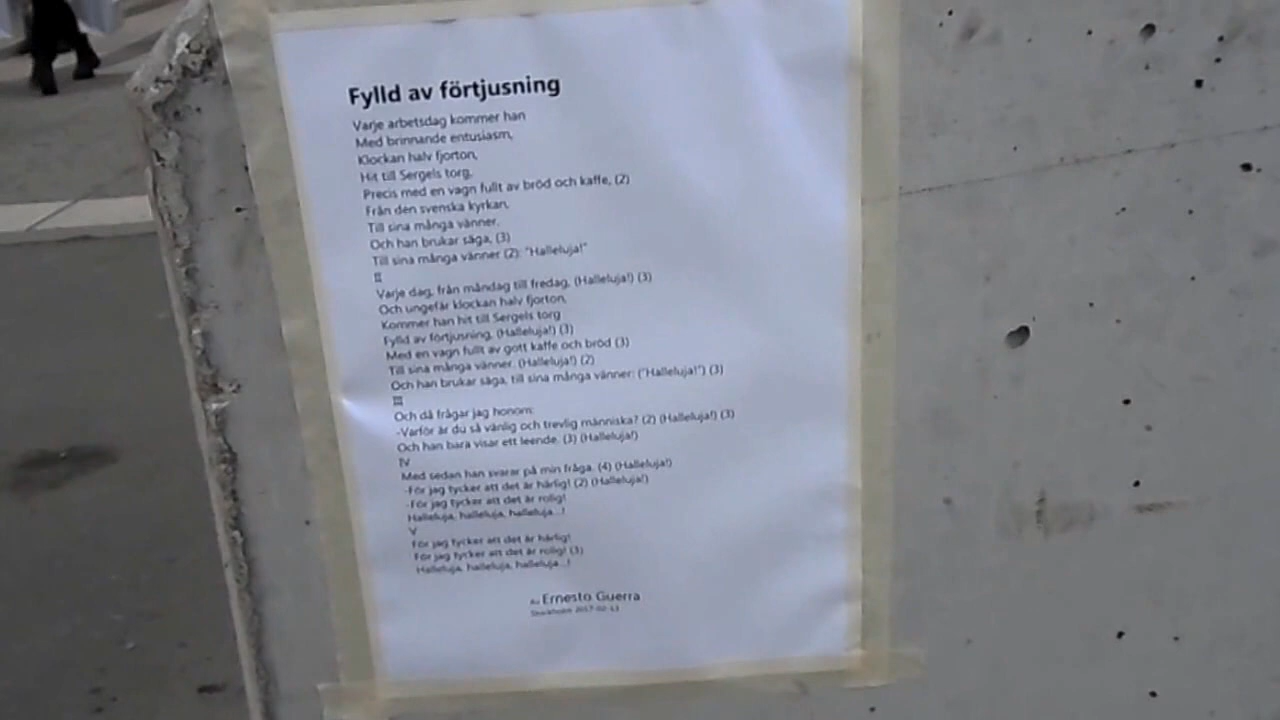 Fylld av förtjusning
Varje arbetsdag kommer han
Med brinnande entusiasm,
Klockan halv fjorton,
Hit till Sergels torg,
Precis med en vagn fullt av bröd och kaffe, (2)
Från den svenska kyrkan,
Till sina många vänner.
Och han brukar säga, (3)
Till sina många vänner (2): "Halleluja!"
II
Varje dag, från måndag till fredag, (Halleluja!) (3)
Och ungefär klockan halv fjorton,
Kommer han hit till Sergels torg
Fylld av förtjusning, (Halleluja!) (3)
Med en vagn fullt av gott kaffe och bröd (3)
Till sina många vänner. (Halleluja!) (2)
Och han brukar säga, till sina många vänner: ("Halleluja!") (3)
III
Och då frågar jag honom:
-Varför är du så vänlig och trevlig människa? (2) (Halleluja!) (3)
Och han bara visar ett leende. (3) (Halleluja!)
IV
Med sedan han svarar på min fråga. (4) (Halleluja!)
-För jag tycker att det är härlig! (2) (Halleluja!)
-För jag tycker att det är rolig!
Halleluja, halleluja, halleluja...!
V
För jag tycker att det är härlig!
För jag tycker att det är rolig! (3)
Halleluja, halleluja, halleluja...!
Av Ernesto Guerra
Stockholm 2017-02-13